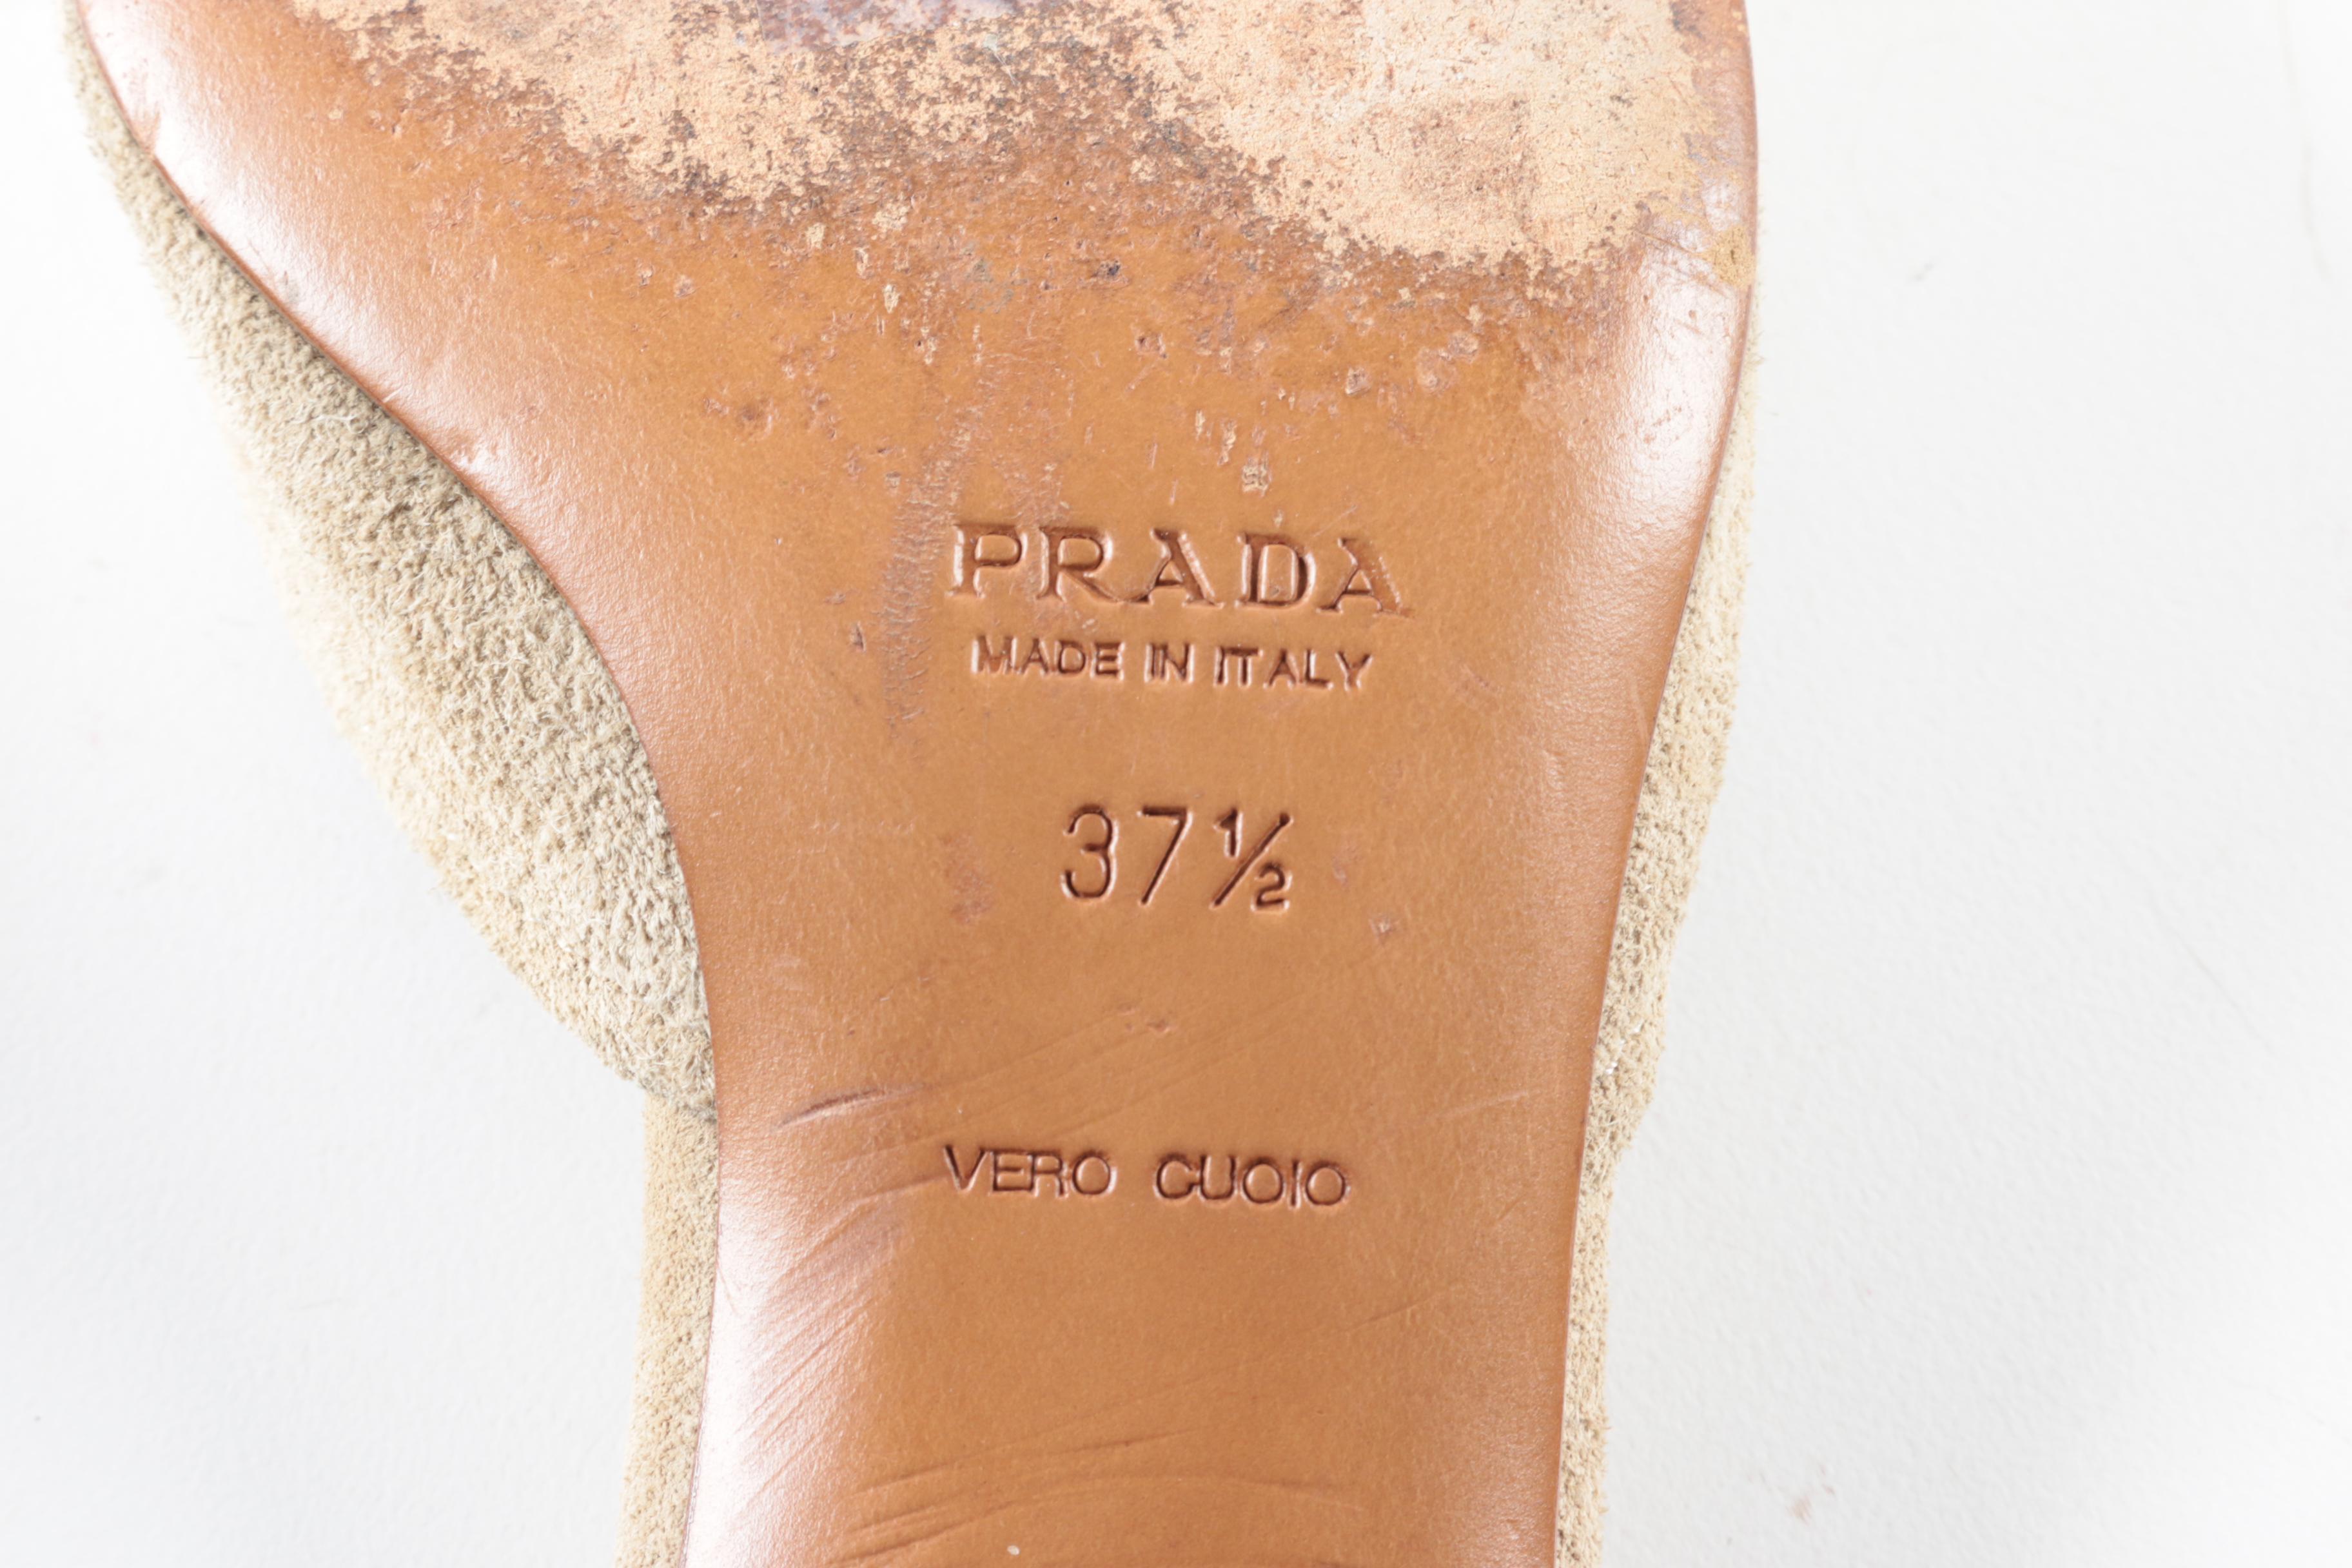 PRADA
MADE IN ITALY
37½
VERO CUOIO